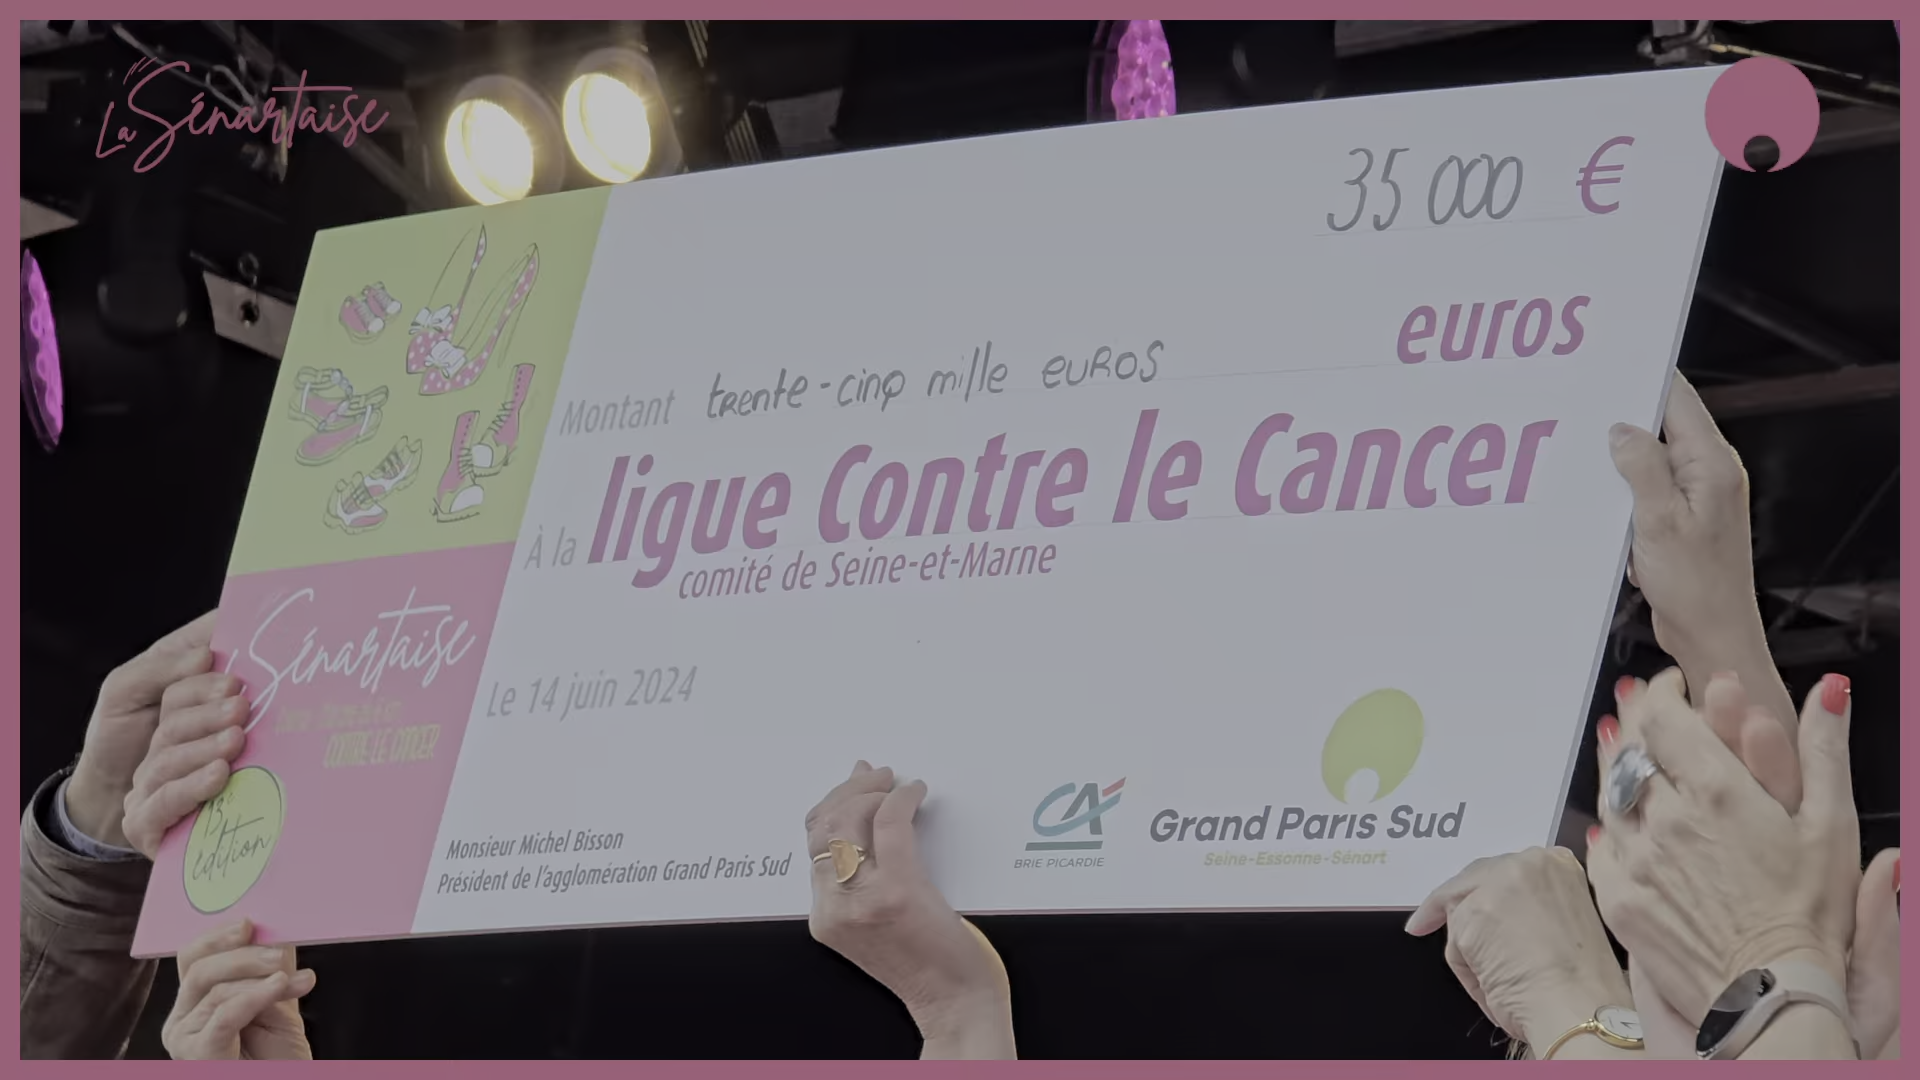 La Sénartaise
35 000 €
euros
Montant trente-cinq mille euros
À la ligue Contre le Cancer
comité de Seine-et-Marne
Sénartaise
CONTRE LE CANCER
13e
édition
Le 14 juin 2024
Monsieur Michel Bisson
Président de l'agglomération Grand Paris Sud
CA
BRIE PICARDIE
Grand Paris Sud
Seine-Essonne-Sénart